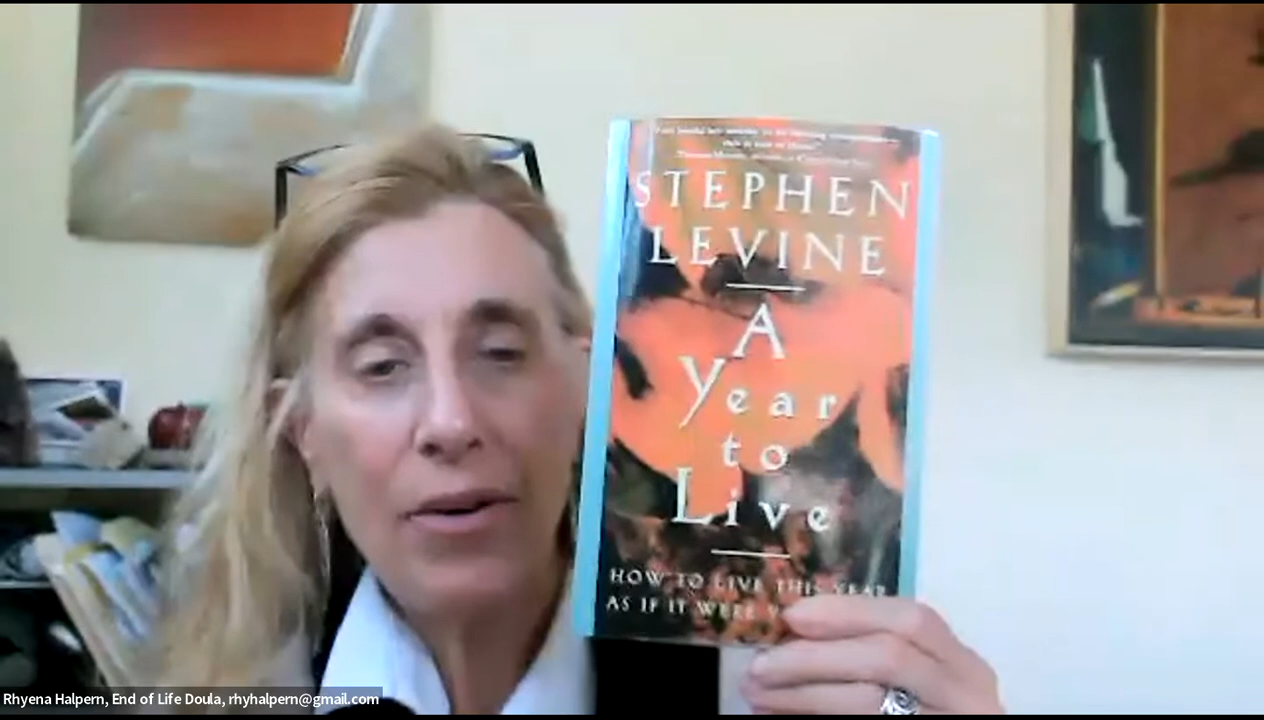 STEPHEN
LEVINE
A
Year
to
Live
HOW TO LIVE THIS YEAR
AS IF IT WERE
Rhyena Halpern, End of Life Doula, rhyhalpern@gmail.com